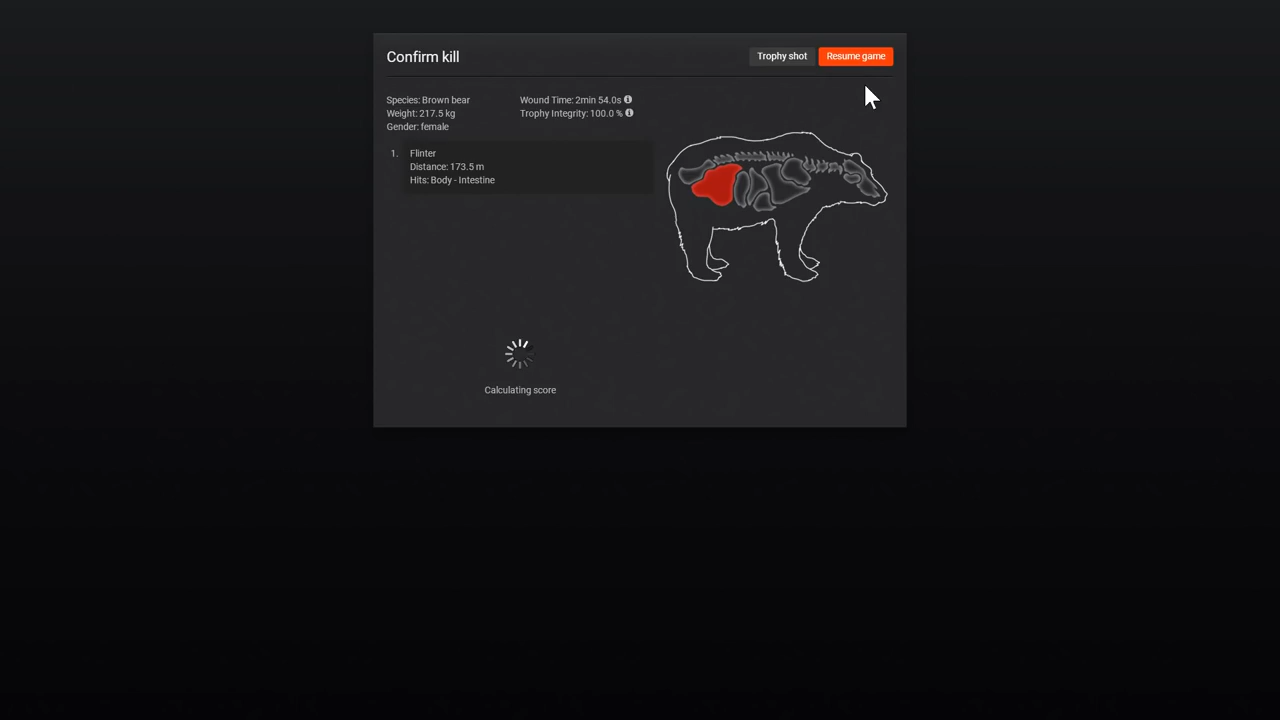 Confirm kill
Trophy shot
Resume game
Species: Brown bear
Weight: 217.5 kg
Gender: female
Wound Time: 2min 54.0s
Trophy Integrity: 100.0 %
1.
Flinter
Distance: 173.5 m
Hits: Body - Intestine
Calculating score